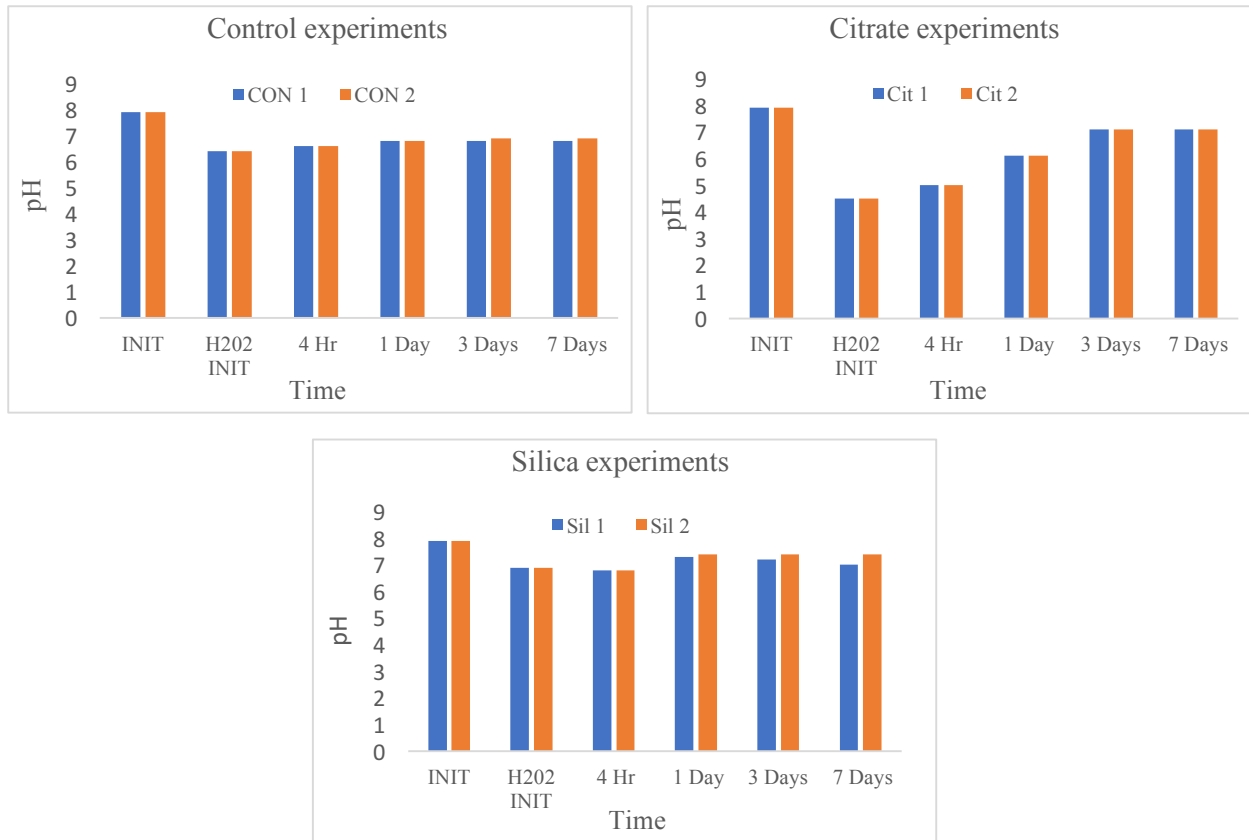 Control experiments
CON 1 CON 2
9
8
7
6
5
4
3
2
1
0
pH
INIT H202 4 Hr 1 Day 3 Days 7 Days
INIT
Time
Citrate experiments
Cit 1 Cit 2
9
8
7
6
5
4
3
2
1
0
pH
INIT H202 4 Hr 1 Day 3 Days 7 Days
INIT
Time
Silica experiments
Sil 1 Sil 2
9
8
7
6
5
4
3
2
1
0
pH
INIT H202 4 Hr 1 Day 3 Days 7 Days
INIT
Time